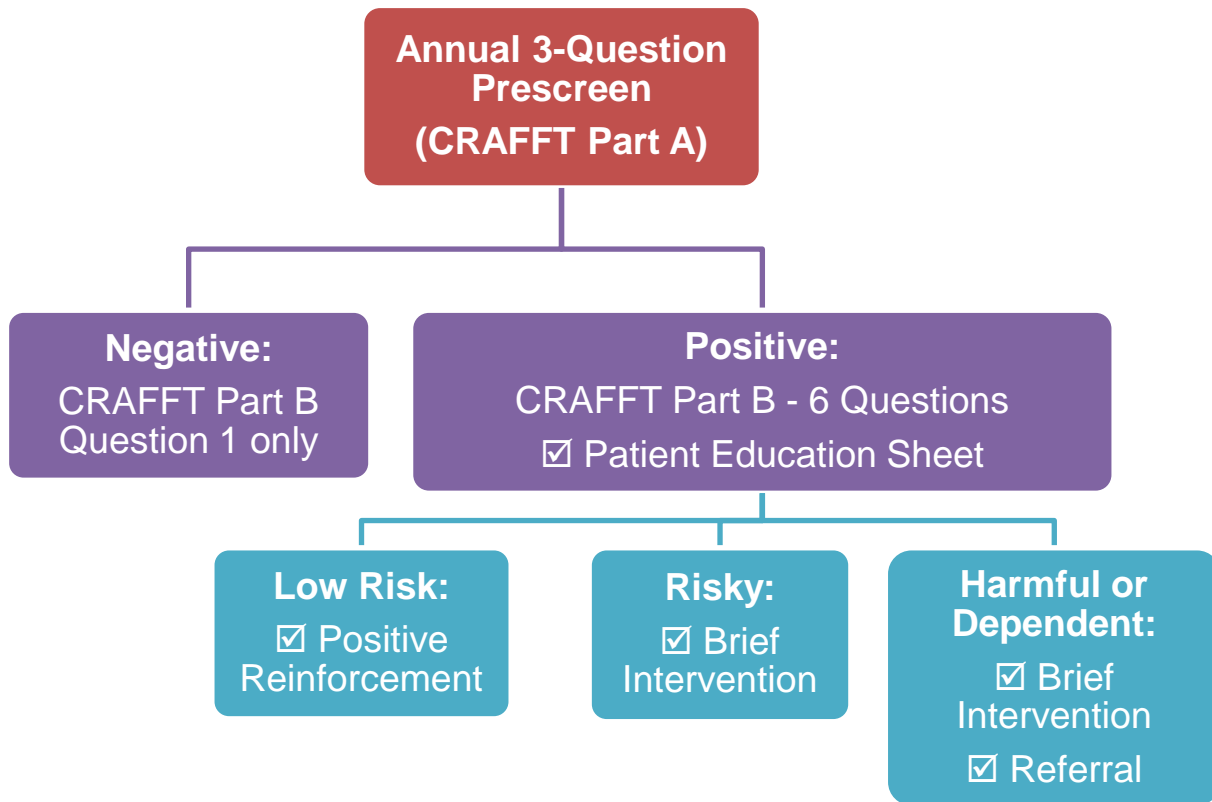 Annual 3-Question
Prescreen
(CRAFFT Part A)
Negative:
CRAFFT Part B
Question 1 only
Positive:
CRAFFT Part B - 6 Questions
☑ Patient Education Sheet
Low Risk:
☑ Positive
Reinforcement
Risky:
☑ Brief
Intervention
Harmful or
Dependent:
☑ Brief
Intervention
☑ Referral